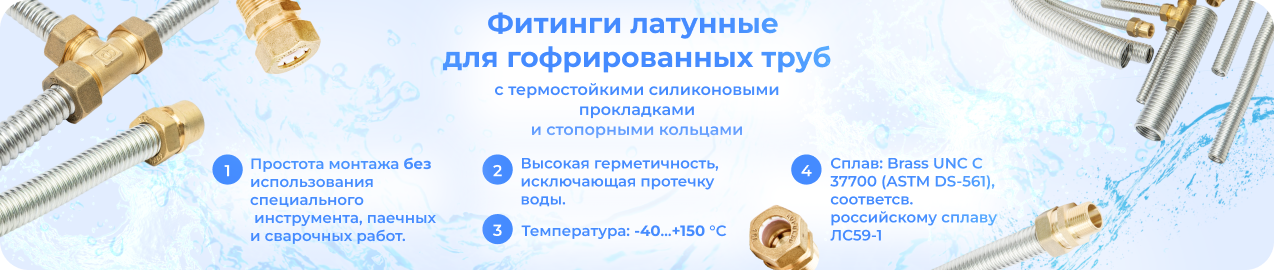 Фитинги латунные
для гофрированных труб
с термостойкими силиконовыми
прокладками
и стопорными кольцами
1
Простота монтажа без
использования
специального
инструмента, паечных
и сварочных работ.
2
Высокая герметичность,
исключающая протечку
воды.
3
Температура: -40...+150 °C
4
Сплав: Brass UNC C
37700 (ASTM DS-561),
соответсв.
российскому сплаву
ЛС59-1